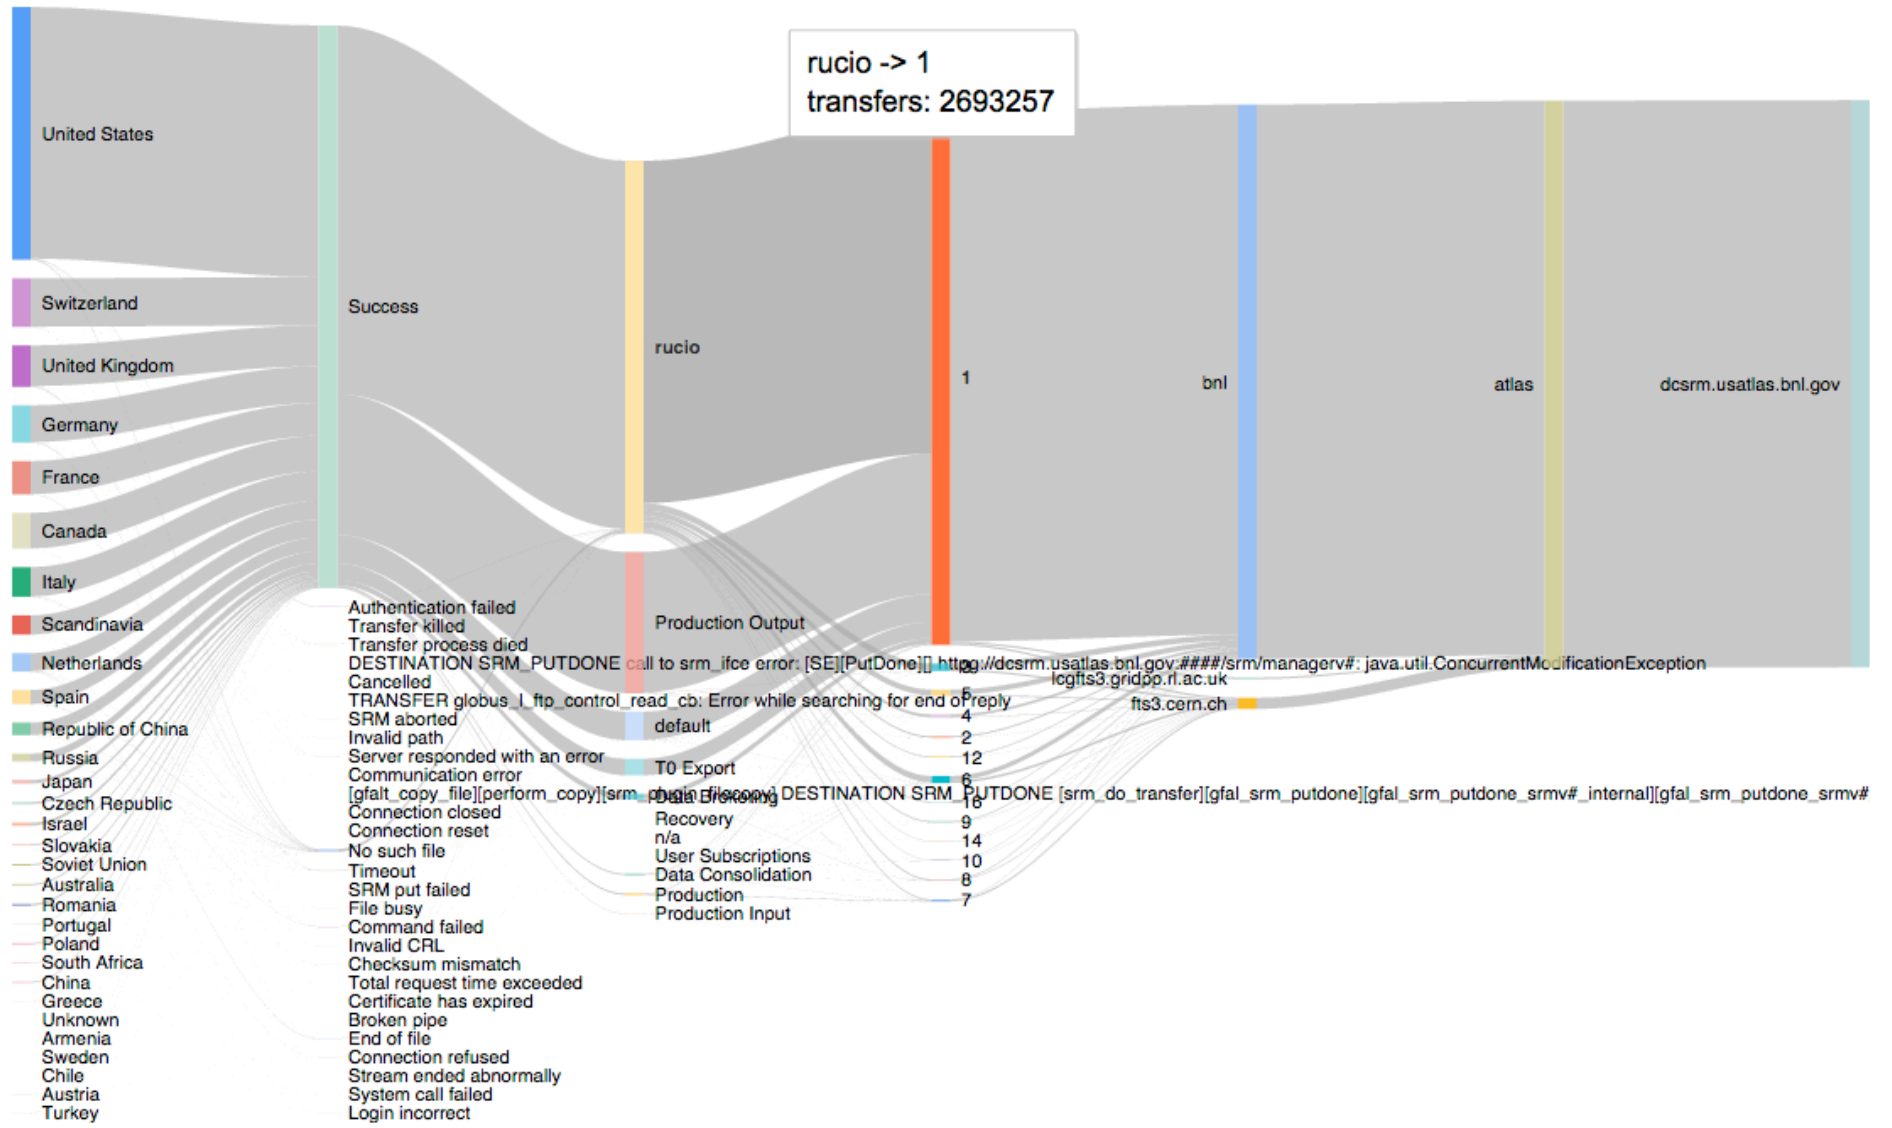 rucio -> 1
transfers: 2693257
United States
Switzerland
United Kingdom
Germany
France
Canada
Italy
Scandinavia
Netherlands
Spain
Republic of China
Russia
Japan
Czech Republic
Israel
Slovakia
Soviet Union
Australia
Romania
Portugal
Poland
South Africa
China
Greece
Unknown
Armenia
Sweden
Chile
Austria
Turkey
Success
Authentication failed
Transfer killed
Transfer process died
DESTINATION SRM_PUTDONE call to srm_ifce error: [SE][PutDone][] httpg://dcsrm.usatlas.bnl.gov:####/srm/managerv#: java.util.ConcurrentModificationException
Cancelled
TRANSFER globus_l_ftp_control_read_cb: Error while searching for end of reply
SRM aborted
Invalid path
Server responded with an error
Communication error
[gfalt_copy_file][perform_copy][srm_plugin_filecopy] DESTINATION SRM_PUTDONE [srm_do_transfer][gfal_srm_putdone][gfal_srm_putdone_srmv#_internal][gfal_srm_putdone_srmv#
Connection closed
Connection reset
No such file
Timeout
SRM put failed
File busy
Command failed
Invalid CRL
Checksum mismatch
Total request time exceeded
Certificate has expired
Broken pipe
End of file
Connection refused
Stream ended abnormally
System call failed
Login incorrect
rucio
Production Output
default
T0 Export
Data Brokering
Recovery
n/a
User Subscriptions
Data Consolidation
Production
Production Input
1
5
4
2
12
6
16
9
14
10
8
7
bnl
lcgfts3.gridpp.rl.ac.uk
fts3.cern.ch
atlas
dcsrm.usatlas.bnl.gov